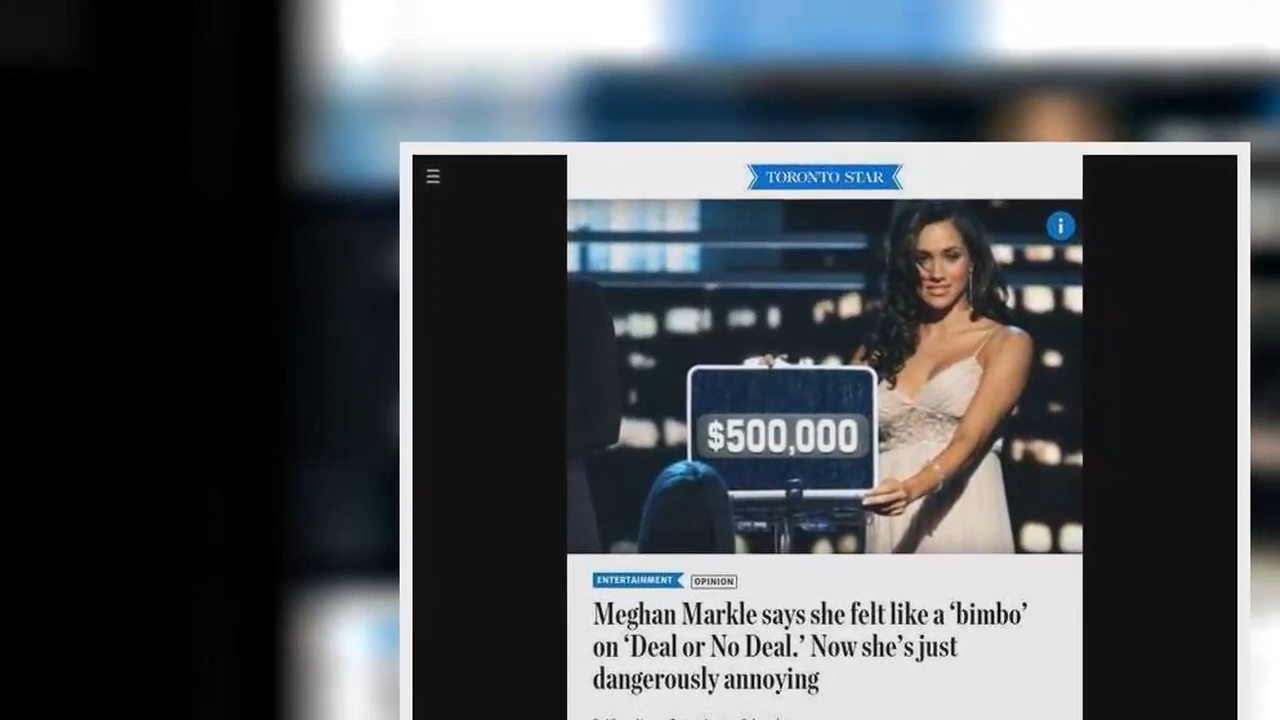 TORONTO STAR
$500,000
ENTERTAINMENT OPINION
Meghan Markle says she felt like a ‘bimbo’
on ‘Deal or No Deal.’ Now she’s just
dangerously annoying